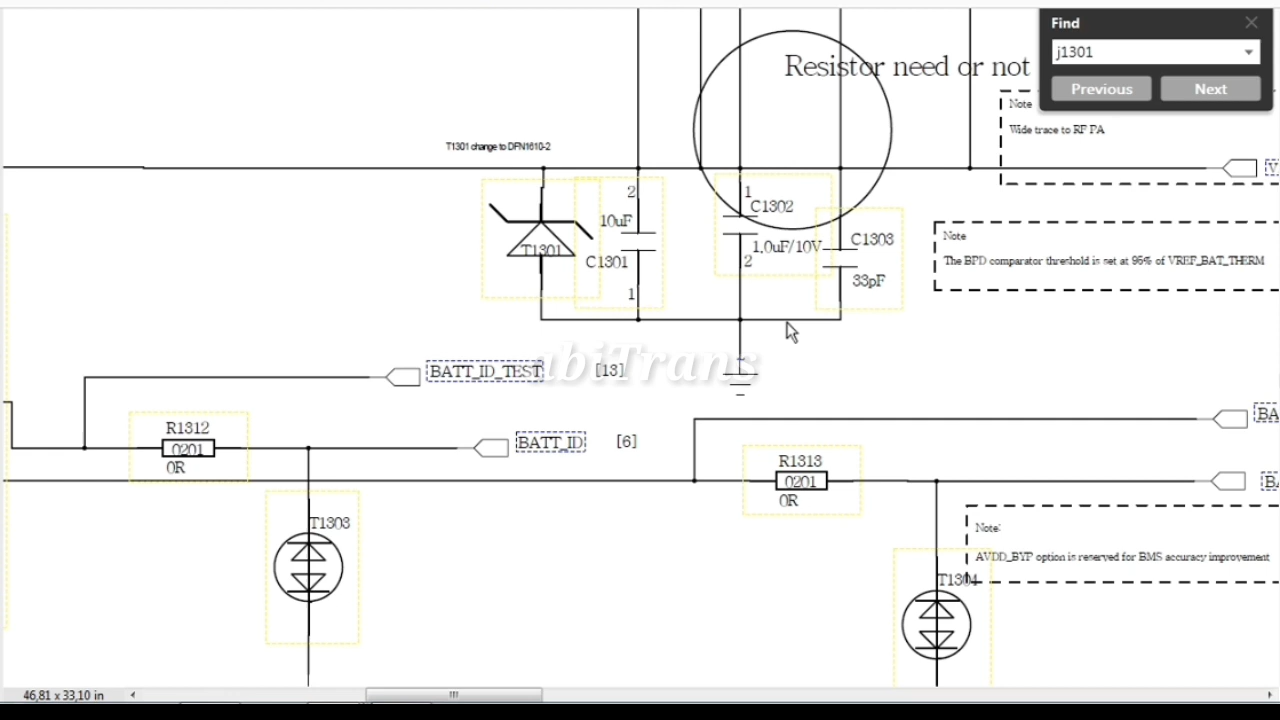 Find
j1301
Previous
Next
Resistor need or not
Note
Wide trace to RF PA
T1301 change to DFN1610-2
2
10uF
T1301
C1301
1
1
C1302
1.0uF/10V
2
C1303
33pF
V
Note
The BPD comparator threshold is set at 95% of VREF_BAT_THERM
abiTrans
BATT_ID_TEST [13]
R1312
0201
0R
BATT_ID [6]
BA
R1313
0201
0R
BA
T1303
Note:
AVDD_BYP option is reserved for BMS accuracy improvement
T1304
46,81 x 33,10 in